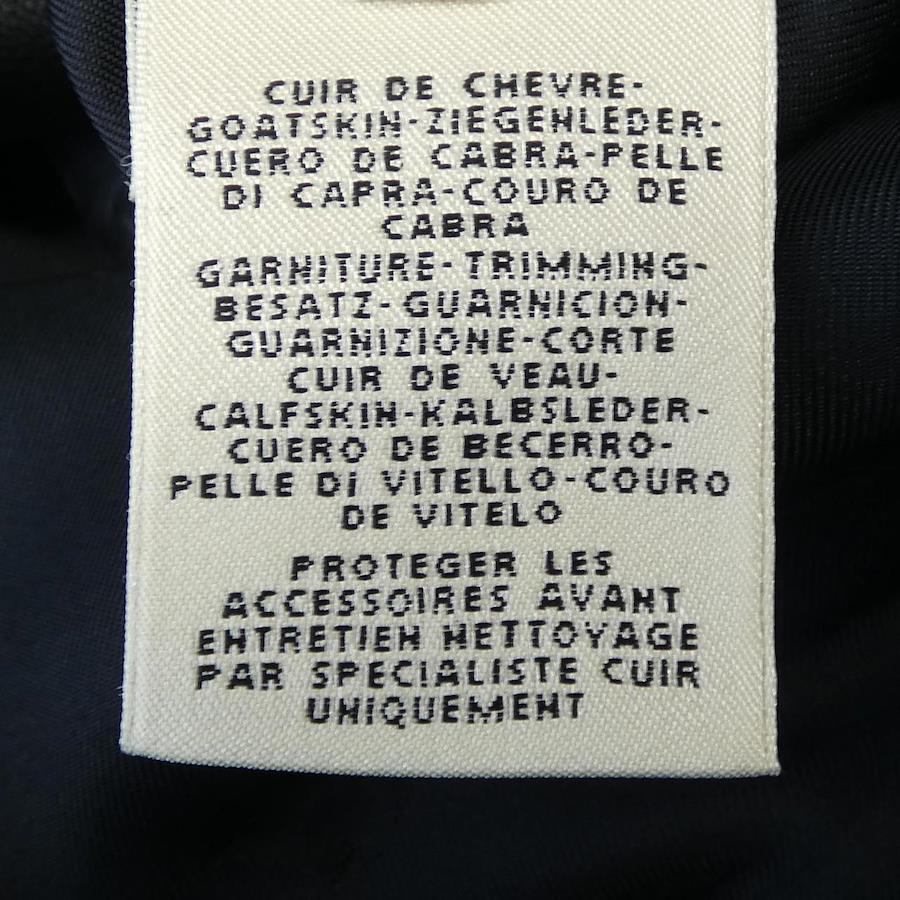 CUIR DE CHEVRE-
GOATSKIN-ZIEGENLEDER-
CUERO DE CABRA-PELLE
DI CAPRA-COURO DE
CABRA
GARNITURE-TRIMMING-
BESATZ-GUARNICION-
GUARNIZIONE-CORTE
CUIR DE VEAU-
CALFSKIN-KALBSLEDER-
CUERO DE BECERRO-
PELLE DI VITELLO-COURO
DE VITELO
PROTEGER LES
ACCESSOIRES AVANT
ENTRETIEN NETTOYAGE
PAR SPECIALISTE CUIR
UNIQUEMENT